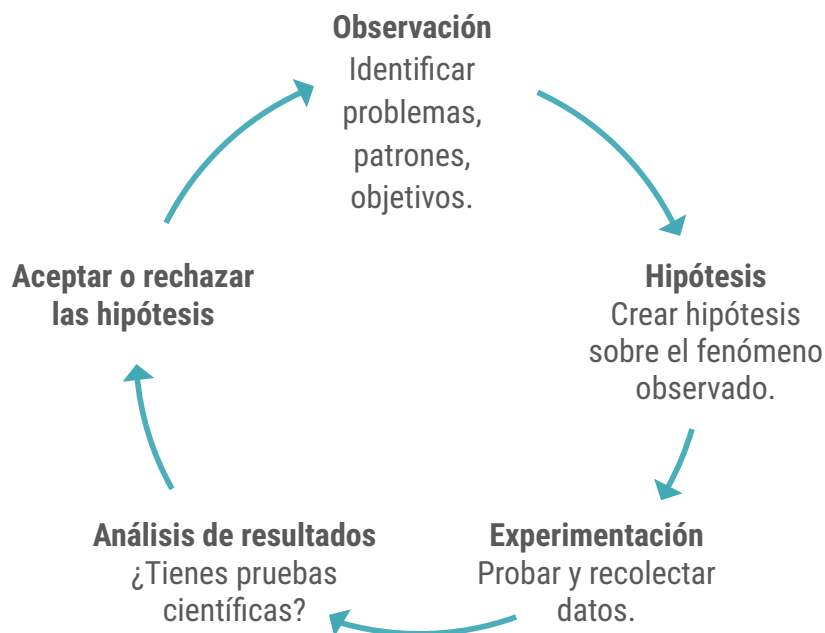 Observación
Identificar
problemas,
patrones,
objetivos.
Hipótesis
Crear hipótesis
sobre el fenómeno
observado.
Experimentación
Probar y recolectar
datos.
Análisis de resultados
¿Tienes pruebas
científicas?
Aceptar o rechazar
las hipótesis